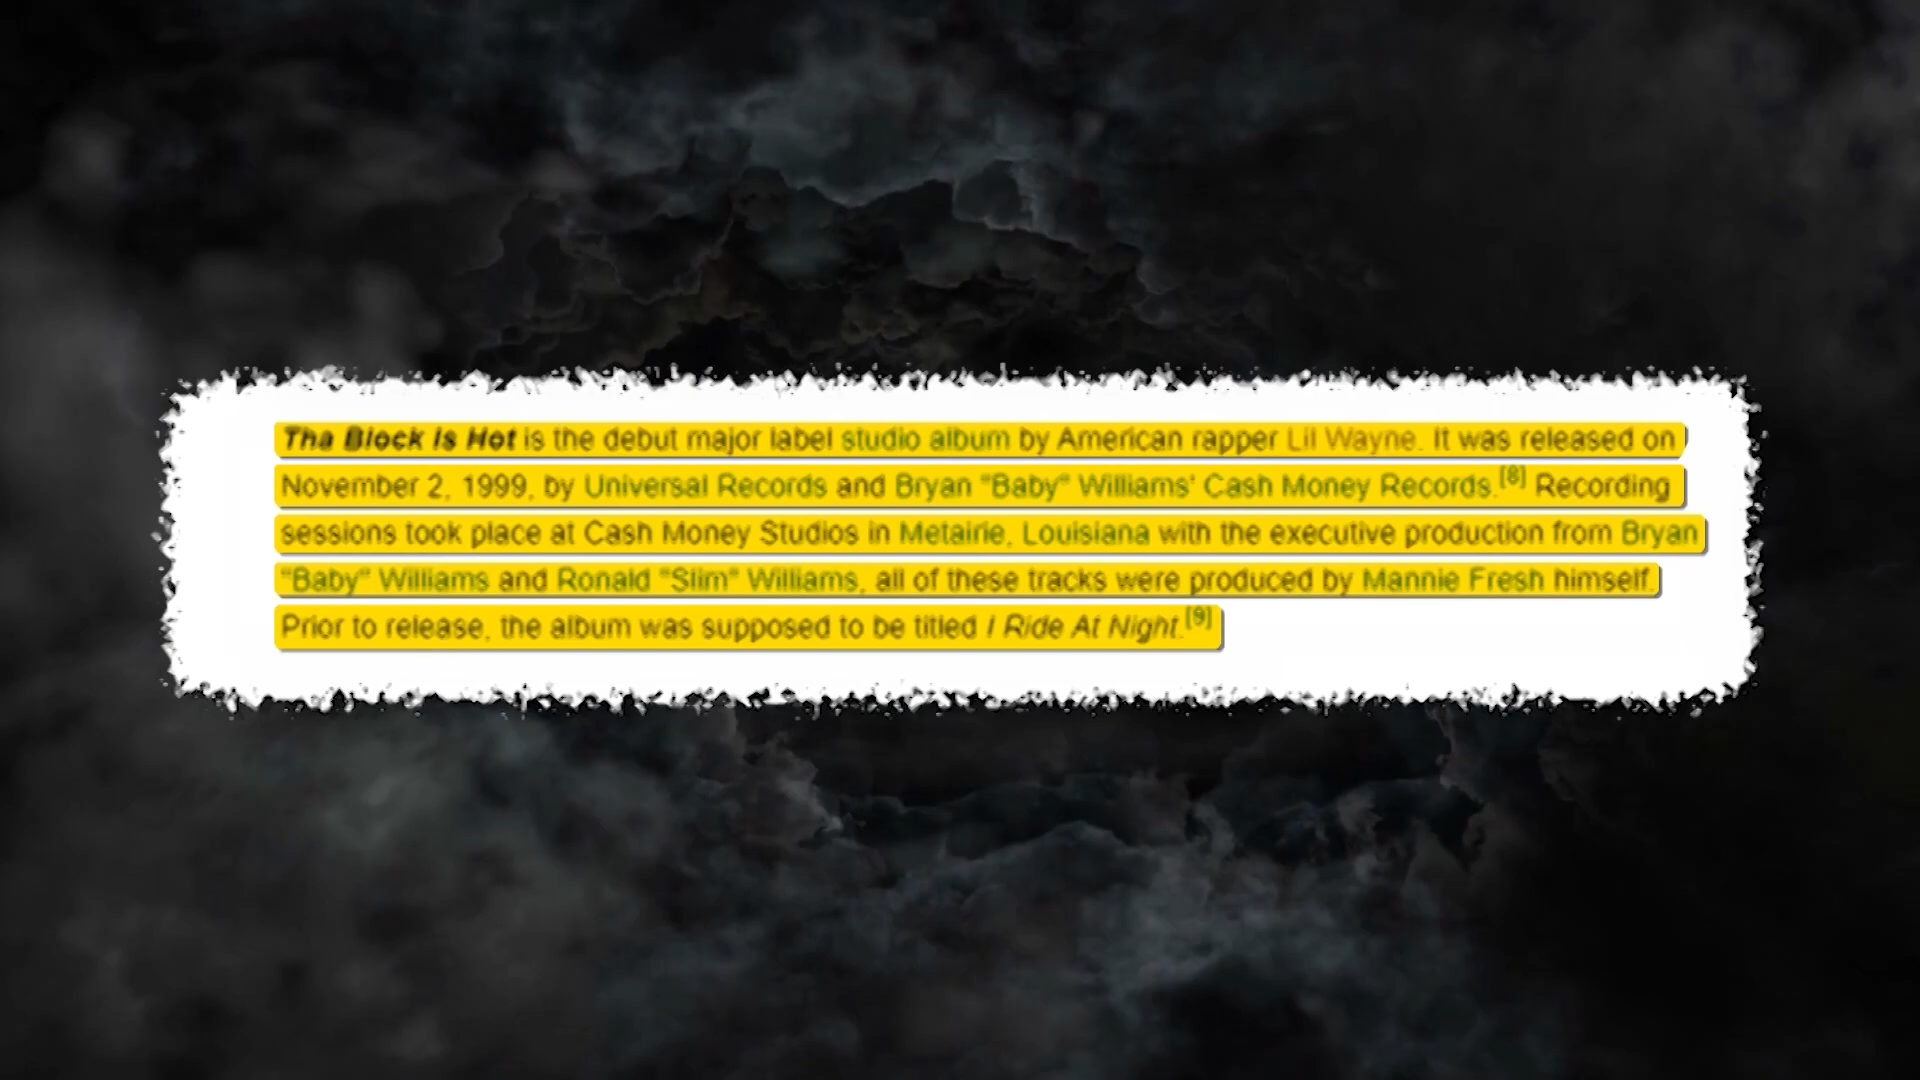 Tha Block Is Hot is the debut major label studio album by American rapper Lil Wayne. It was released on
November 2, 1999, by Universal Records and Bryan "Baby" Williams' Cash Money Records.[8] Recording
sessions took place at Cash Money Studios in Metairie, Louisiana with the executive production from Bryan
"Baby" Williams and Ronald "Slim" Williams, all of these tracks were produced by Mannie Fresh himself.
Prior to release, the album was supposed to be titled I Ride At Night.[9]